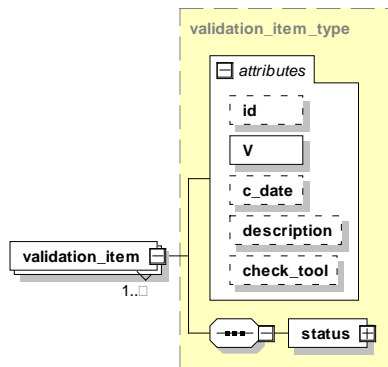 validation_item_type
attributes
id
V
c_date
description
validation_item
check_tool
1..□
status